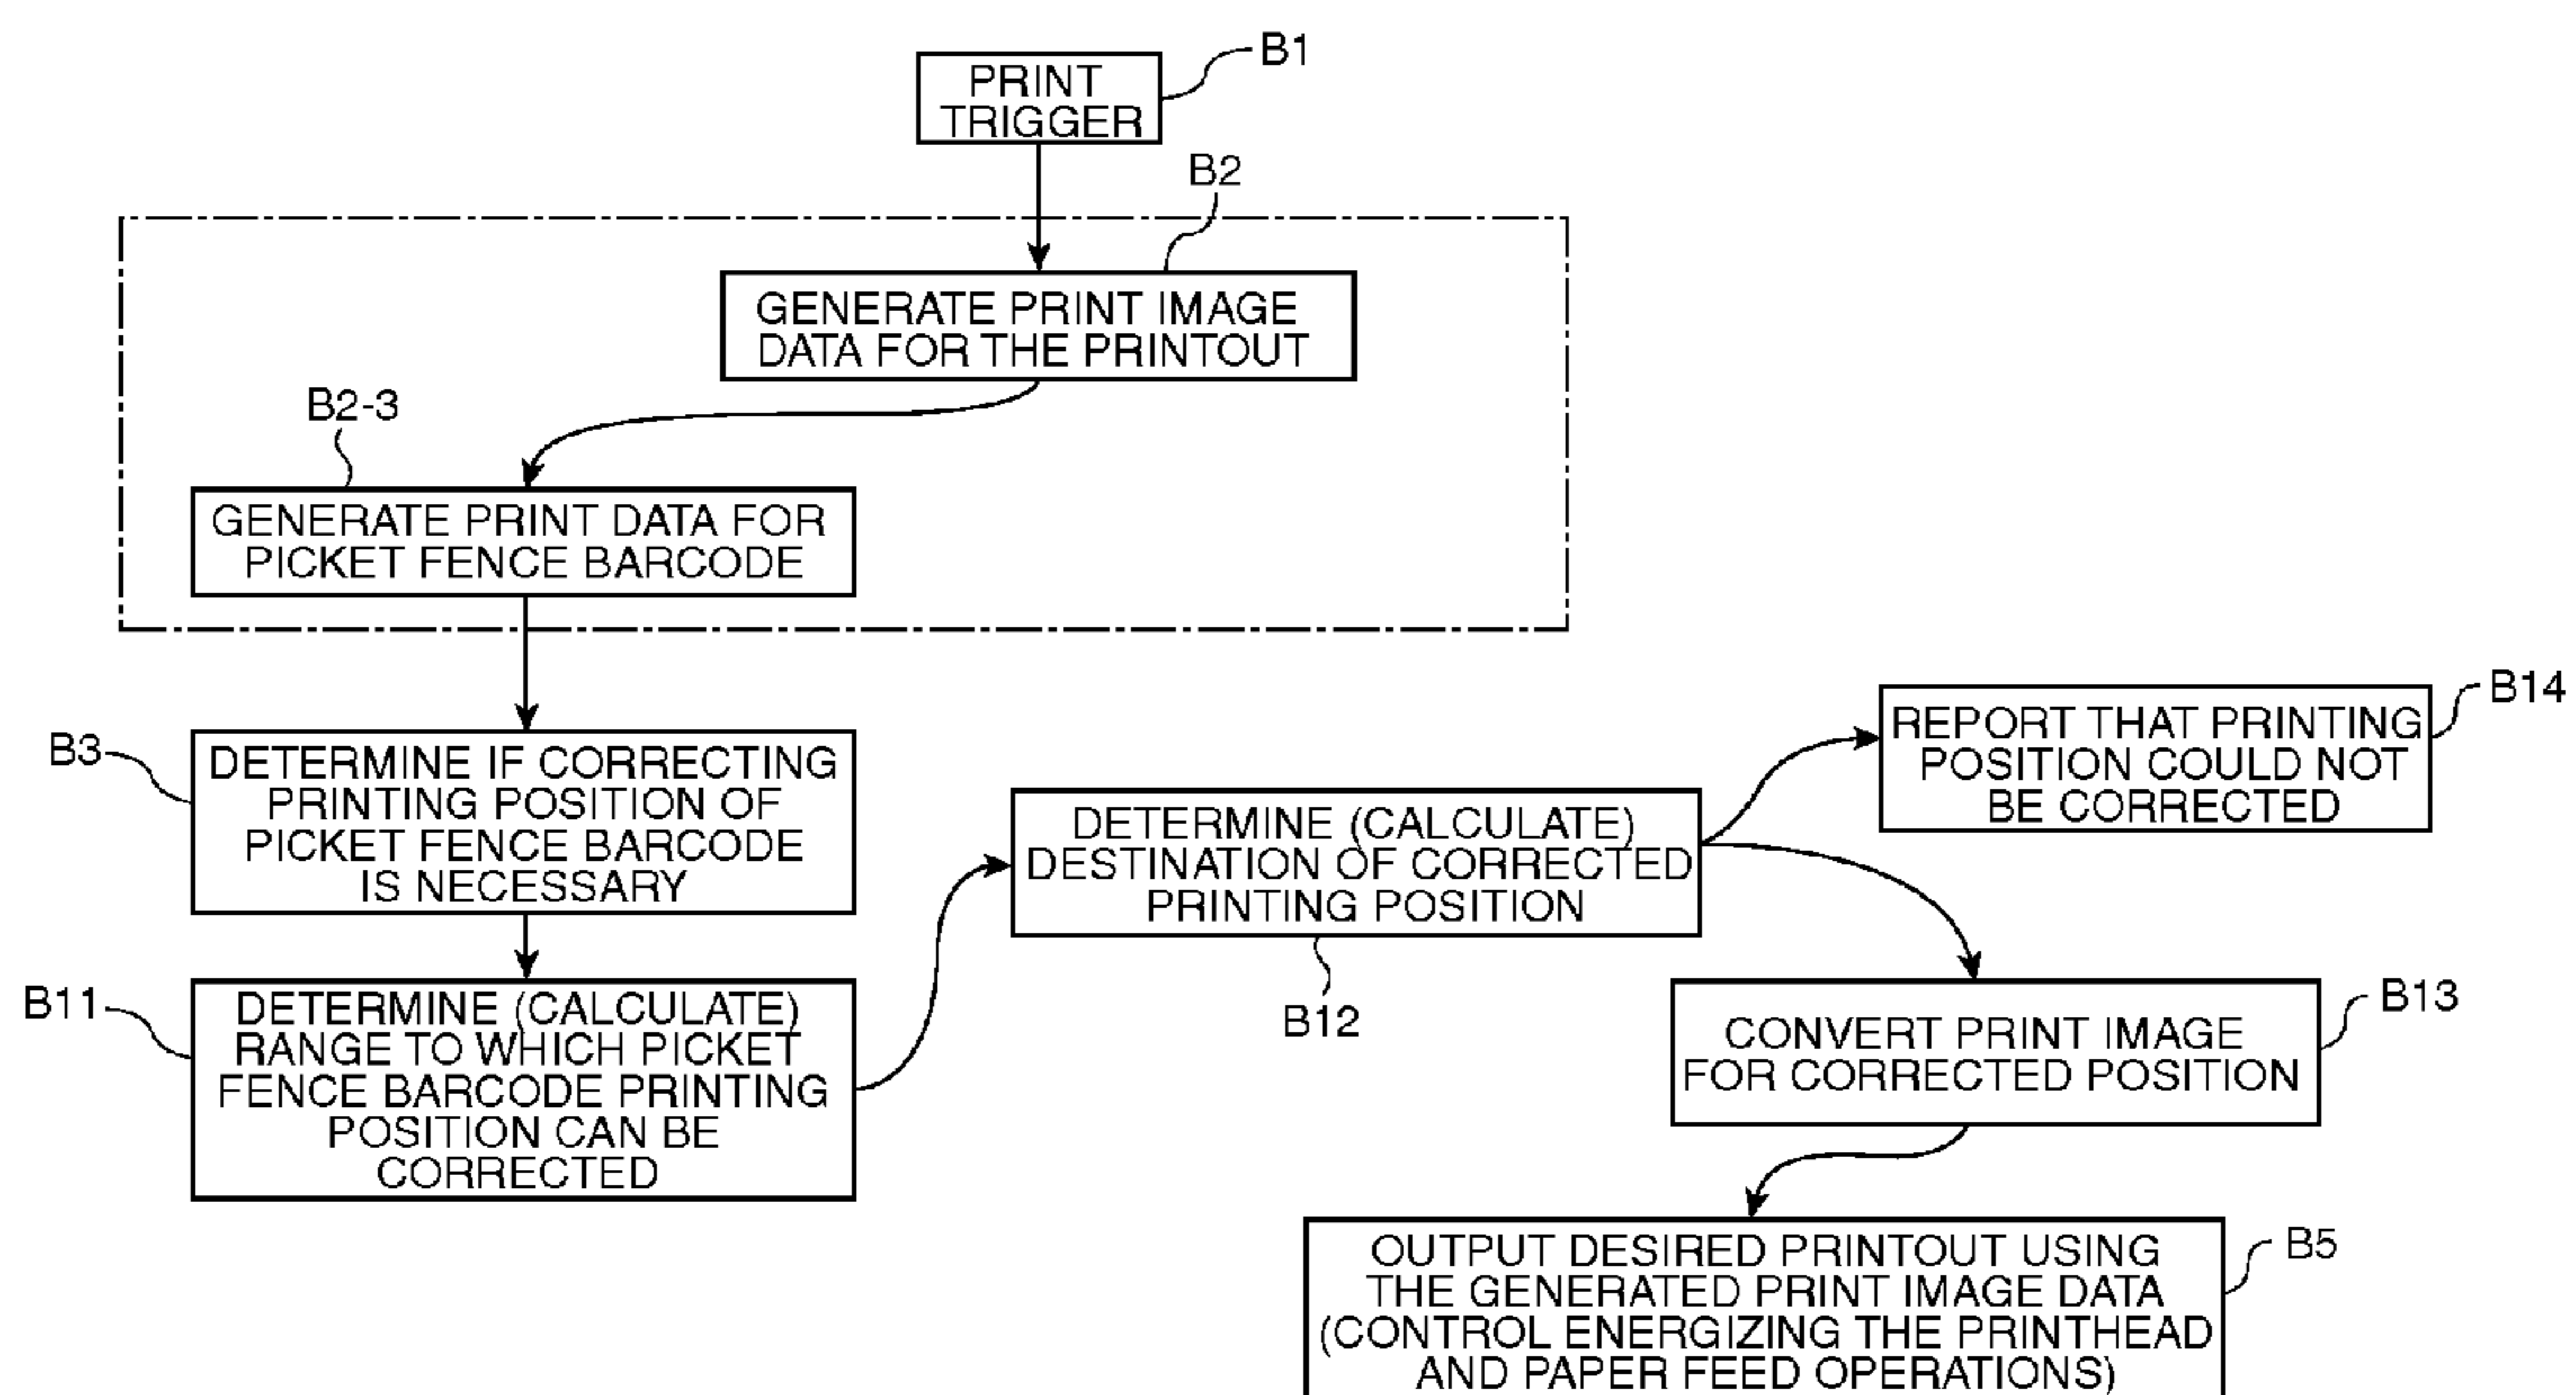 B1
PRINT
TRIGGER
B2
GENERATE PRINT IMAGE
DATA FOR THE PRINTOUT
B2-3
GENERATE PRINT DATA FOR
PICKET FENCE BARCODE
B3
DETERMINE IF CORRECTING
PRINTING POSITION OF
PICKET FENCE BARCODE
IS NECESSARY
B11
DETERMINE (CALCULATE)
RANGE TO WHICH PICKET
FENCE BARCODE PRINTING
POSITION CAN BE
CORRECTED
DETERMINE (CALCULATE)
DESTINATION OF CORRECTED
PRINTING POSITION
B12
B14
REPORT THAT PRINTING
POSITION COULD NOT
BE CORRECTED
B13
CONVERT PRINT IMAGE
FOR CORRECTED POSITION
B5
OUTPUT DESIRED PRINTOUT USING
THE GENERATED PRINT IMAGE DATA
(CONTROL ENERGIZING THE PRINTHEAD
AND PAPER FEED OPERATIONS)